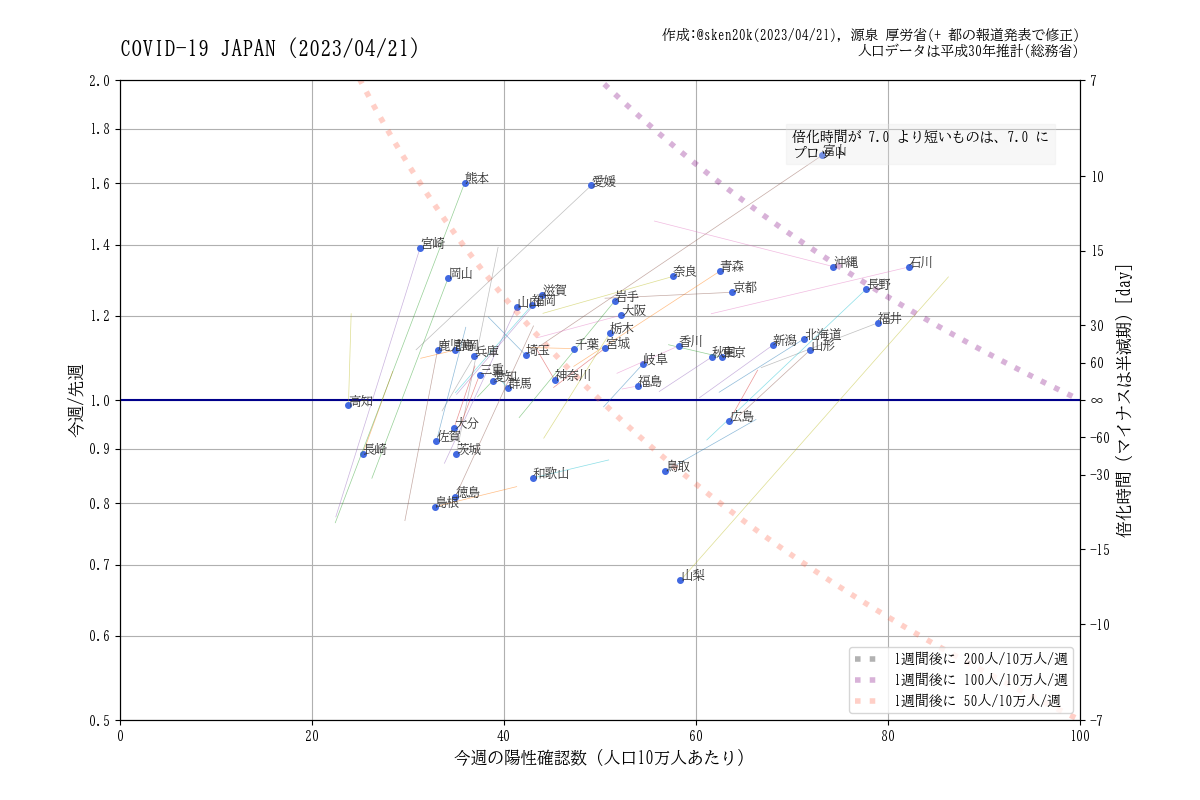 COVID-19 JAPAN (2023/04/21)
作成:@sken20k(2023/04/21), 源泉 厚労省(+ 都の報道発表で修正)
人口データは平成30年推計(総務省)
今週/先週
2.0
1.8
1.6
1.4
1.2
1.0
0.9
0.8
0.7
0.6
0.5
倍化時間が 7.0 より短いものは、7.0 に
プロット
富山
熊本
愛媛
宮崎
岡山
沖縄
石川
奈良
青森
京都
長野
滋賀
静岡
岩手
大阪
福井
栃木
北海道
鹿児島
兵庫
埼玉
千葉
宮城
香川
秋田
東京
新潟
山形
三重
愛知
群馬
神奈川
岐阜
福島
高知
大分
佐賀
広島
長崎
茨城
和歌山
鳥取
徳島
島根
山梨
7
10
15
30
60
∞
-60
-30
-15
-10
-7
倍化時間 (マイナスは半減期) [day]
1週間後に 200人/10万人/週
1週間後に 100人/10万人/週
1週間後に 50人/10万人/週
0
20
40
60
80
100
今週の陽性確認数 (人口10万人あたり)